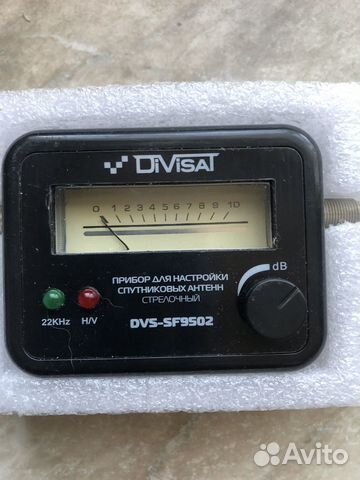 DiViSAT
0 1 2 3 4 5 6 7 8 9 10
ПРИБОР ДЛЯ НАСТРОЙКИ
СПУТНИКОВЫХ АНТЕНН
СТРЕЛОЧНЫЙ
dB
22KHz H/V
DVS-SF9502
Avito